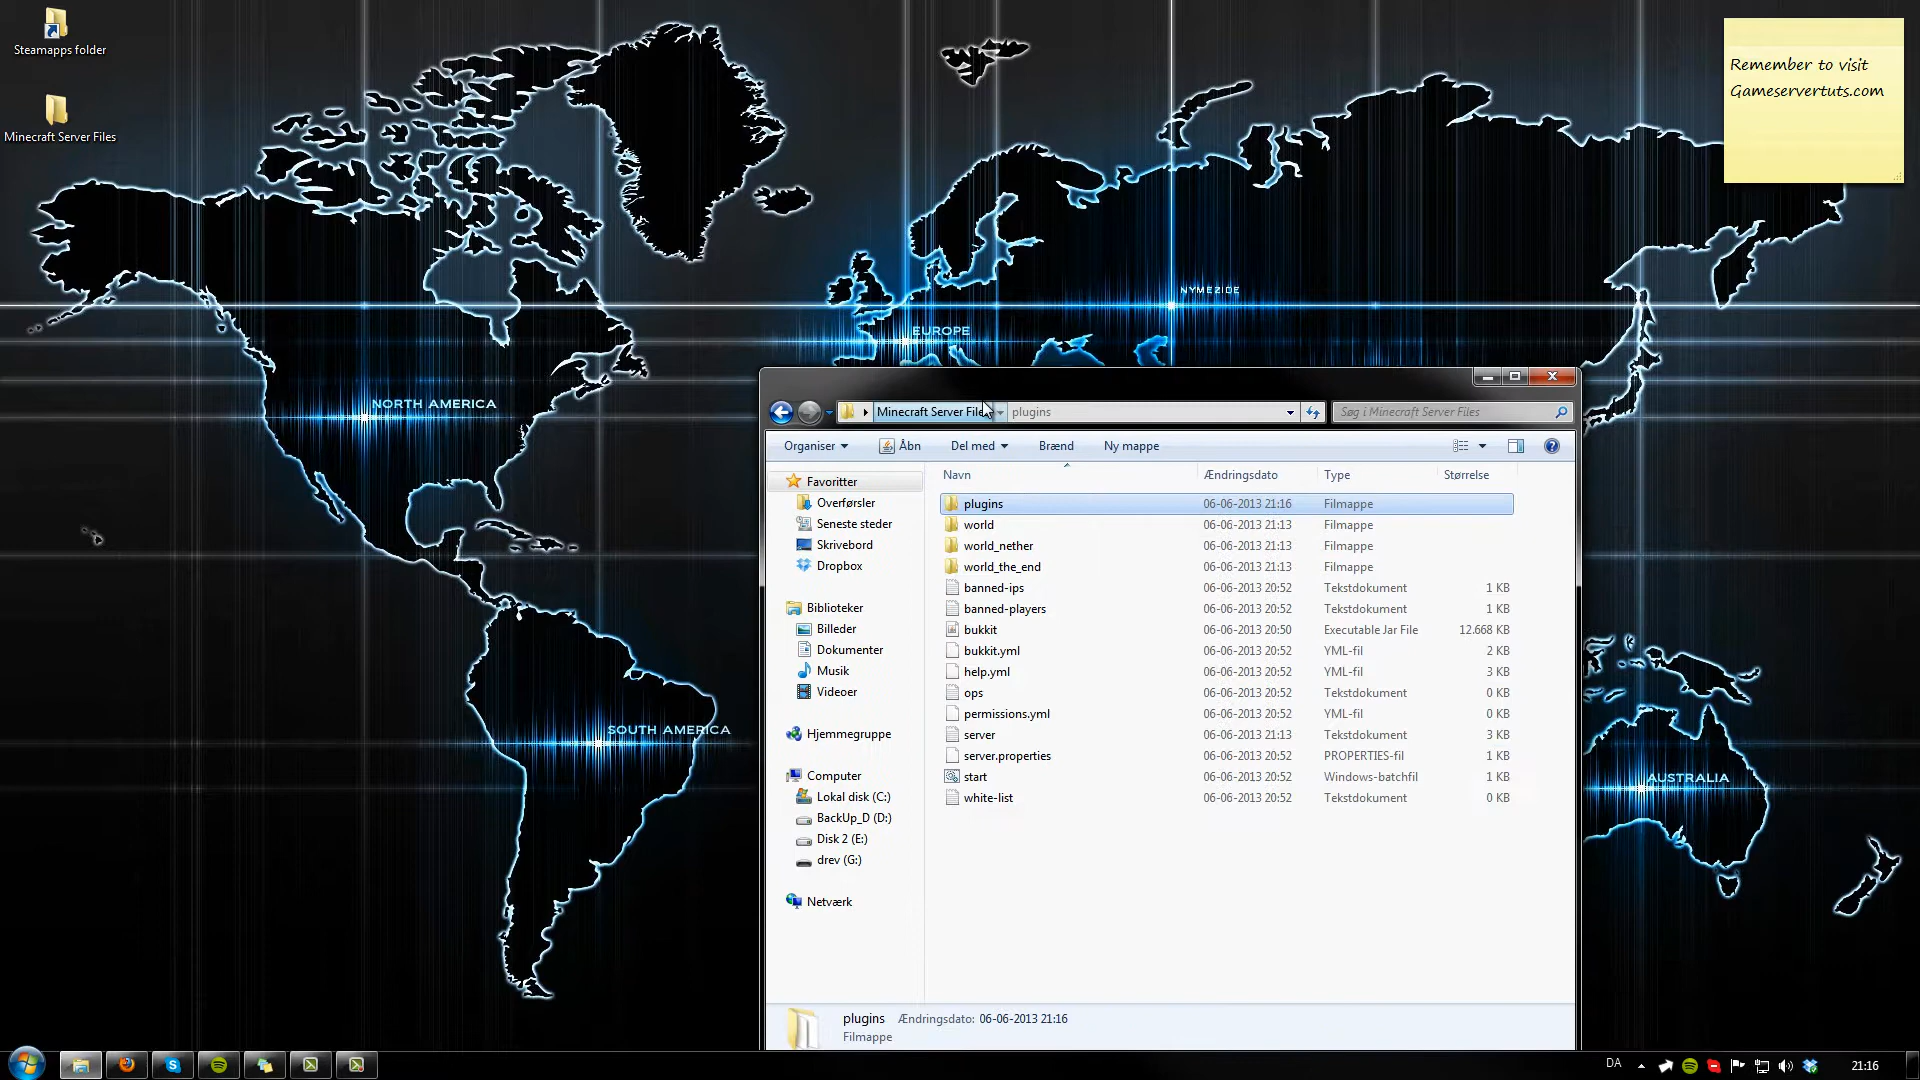 Steamapps folder
Minecraft Server Files
Remember to visit
Gameservertuts.com
NYMEZIDE
EUROPE
NORTH AMERICA
SOUTH AMERICA
AUSTRALIA
Minecraft Server Files plugins
Søg i Minecraft Server Files
Organiser Åbn Del med Brænd Ny mappe
Navn Ændringsdato Type Størrelse
Favoritter
Overførsler
Seneste steder
Skrivebord
Dropbox
Biblioteker
Billeder
Dokumenter
Musik
Videoer
Hjemmegruppe
Computer
Lokal disk (C:)
BackUp_D (D:)
Disk 2 (E:)
drev (G:)
Netværk
plugins 06-06-2013 21:16 Filmappe
world 06-06-2013 21:13 Filmappe
world_nether 06-06-2013 21:13 Filmappe
world_the_end 06-06-2013 21:13 Filmappe
banned-ips 06-06-2013 20:52 Tekstdokument 1 KB
banned-players 06-06-2013 20:52 Tekstdokument 1 KB
bukkit 06-06-2013 20:50 Executable Jar File 12.668 KB
bukkit.yml 06-06-2013 20:52 YML-fil 2 KB
help.yml 06-06-2013 20:52 YML-fil 3 KB
ops 06-06-2013 20:52 Tekstdokument 0 KB
permissions.yml 06-06-2013 20:52 YML-fil 0 KB
server 06-06-2013 21:13 Tekstdokument 3 KB
server.properties 06-06-2013 20:52 PROPERTIES-fil 1 KB
start 06-06-2013 20:52 Windows-batchfil 1 KB
white-list 06-06-2013 20:52 Tekstdokument 0 KB
plugins Ændringsdato: 06-06-2013 21:16
Filmappe
DA
21:16